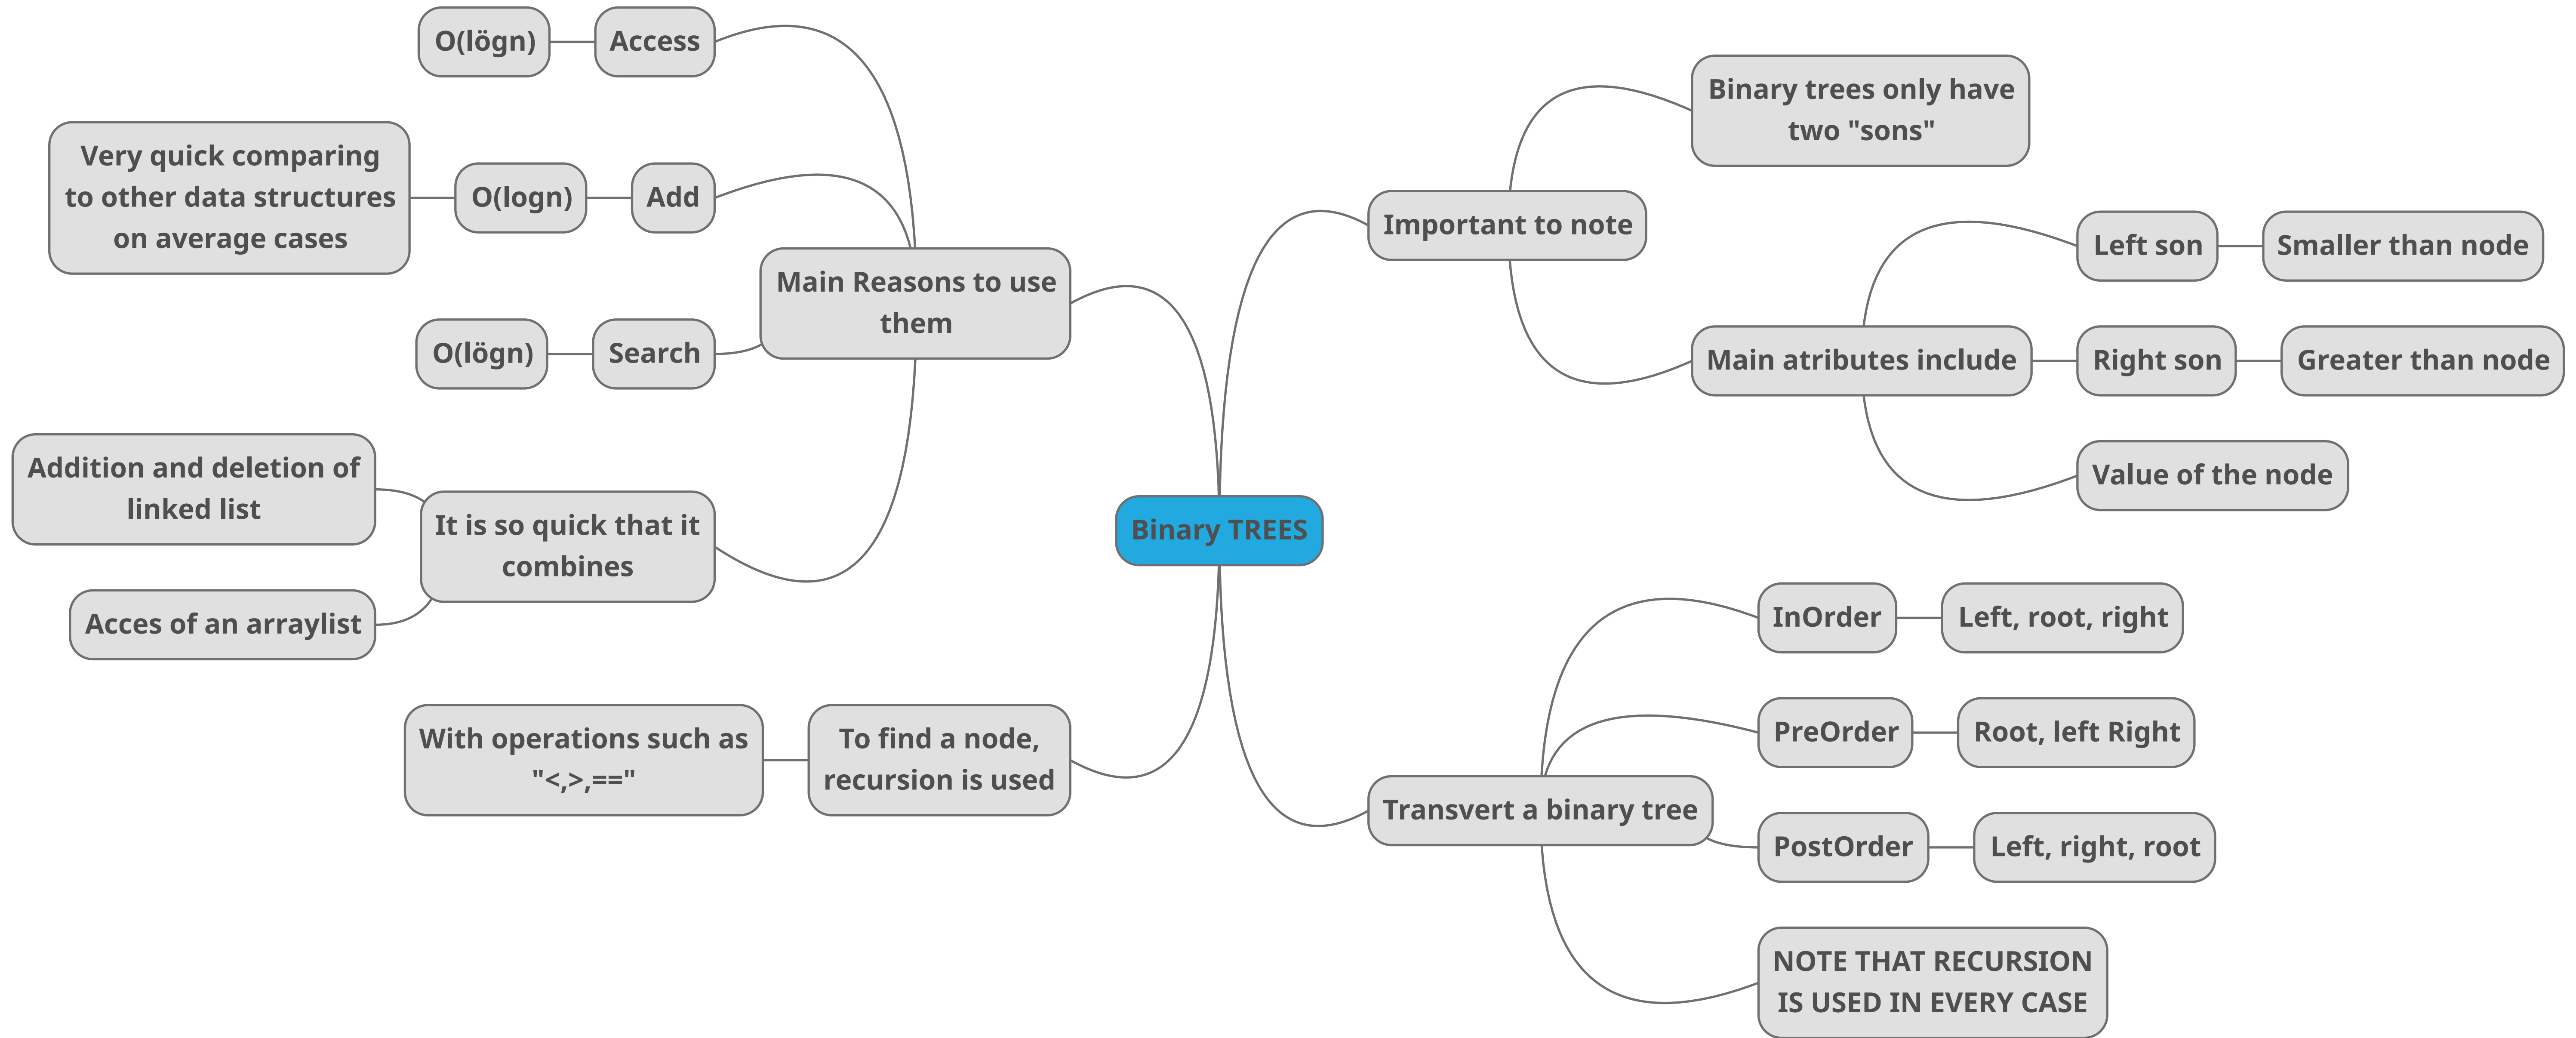 Binary TREES
Main Reasons to use
them
Access
O(lögn)
Add
O(logn)
Very quick comparing
to other data structures
on average cases
Search
O(lögn)
It is so quick that it
combines
Addition and deletion of
linked list
Acces of an arraylist
To find a node,
recursion is used
With operations such as
"<,>,=="
Important to note
Binary trees only have
two "sons"
Main atributes include
Left son
Smaller than node
Right son
Greater than node
Value of the node
Transvert a binary tree
InOrder
Left, root, right
PreOrder
Root, left Right
PostOrder
Left, right, root
NOTE THAT RECURSION
IS USED IN EVERY CASE